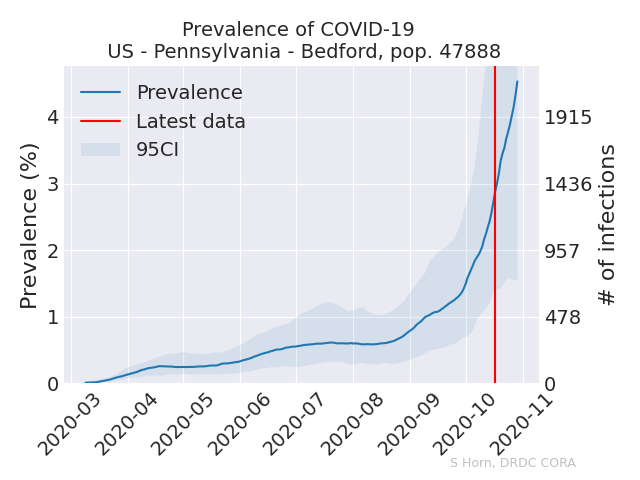 Prevalence of COVID-19
US - Pennsylvania - Bedford, pop. 47888
Prevalence
Latest data
95CI
Prevalence (%)
4
3
2
1
0
1915
1436
957
478
0
# of infections
2020-03
2020-04
2020-05
2020-06
2020-07
2020-08
2020-09
2020-10
2020-11
S Horn, DRDC CORA